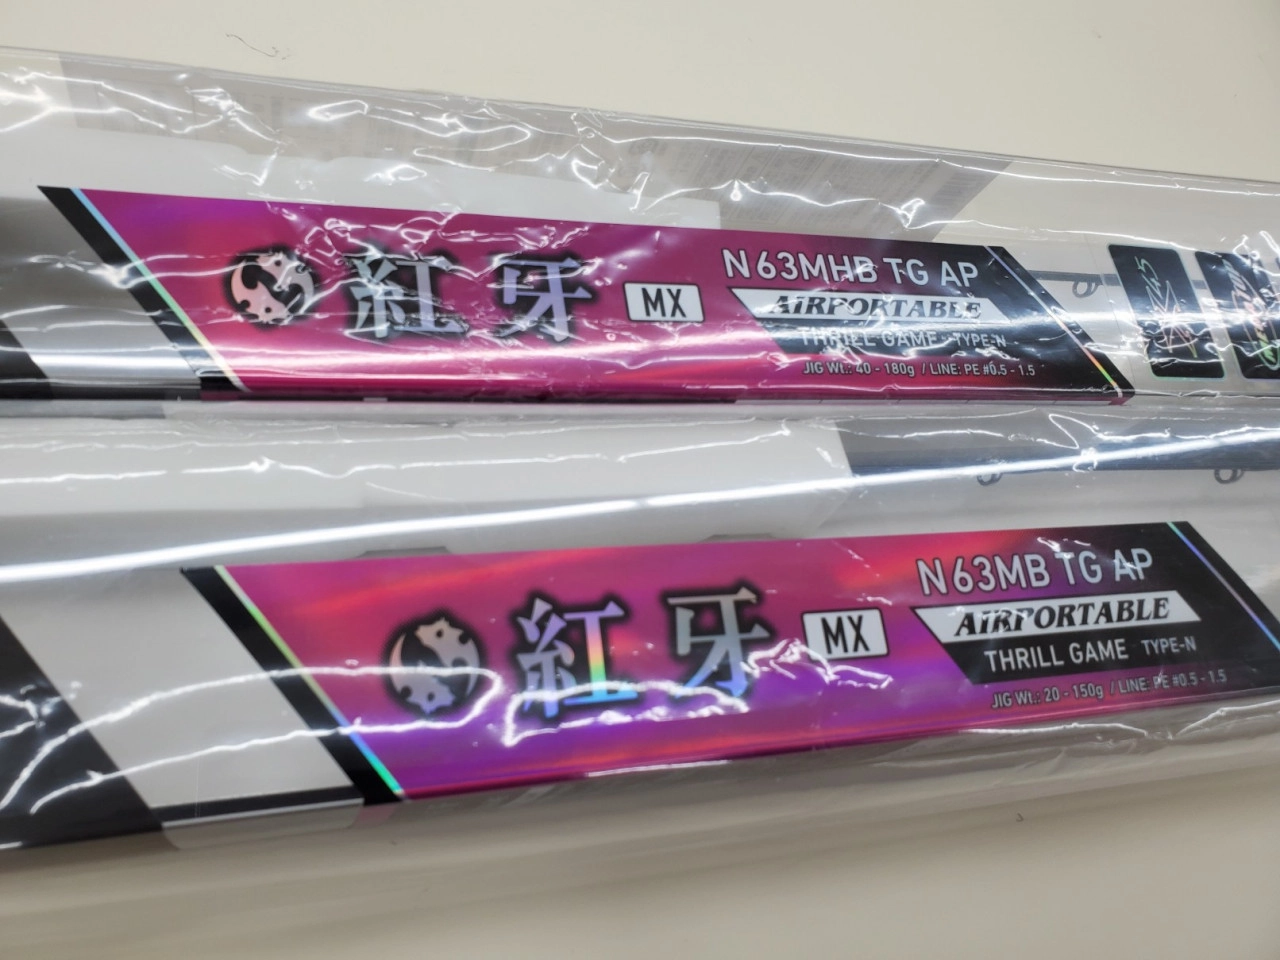 紅牙 MX
N63MHB TG AP
AIRPORTABLE
THRILL GAME TYPE-N
JIG Wt.: 40 - 180g / LINE: PE #0.5 - 1.5
紅牙 MX
N63MB TG AP
AIRPORTABLE
THRILL GAME TYPE-N
JIG Wt.: 20 - 150g / LINE: PE #0.5 - 1.5